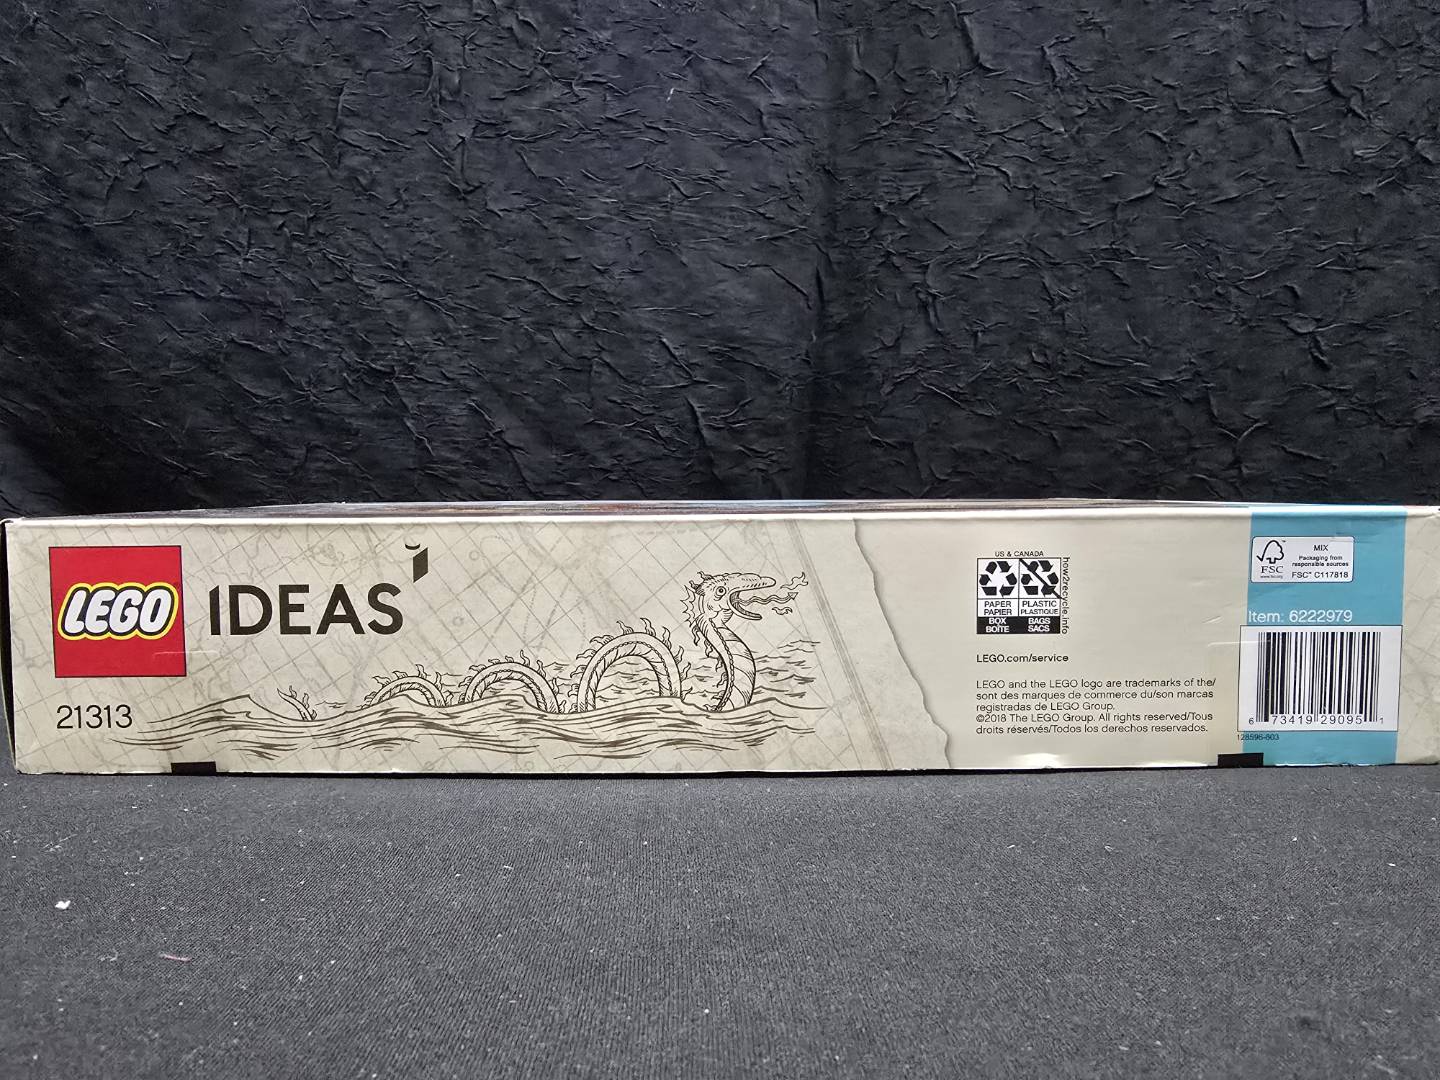 LEGO
IDEAS
21313
US & CANADA
how2recycle.info
PAPER
PAPIER
BOX
BOÎTE
PLASTIC
PLASTIQUE
BAGS
SACS
LEGO.com/service
LEGO and the LEGO logo are trademarks of the/
sont des marques de commerce du/son marcas
registradas de LEGO Group.
©2018 The LEGO Group. All rights reserved/Tous
droits réservés/Todos los derechos reservados.
FSC
www.fsc.org
MIX
Packaging from
responsible sources
FSC™ C117818
Item: 6222979
6 73419 29095 1
128596-803